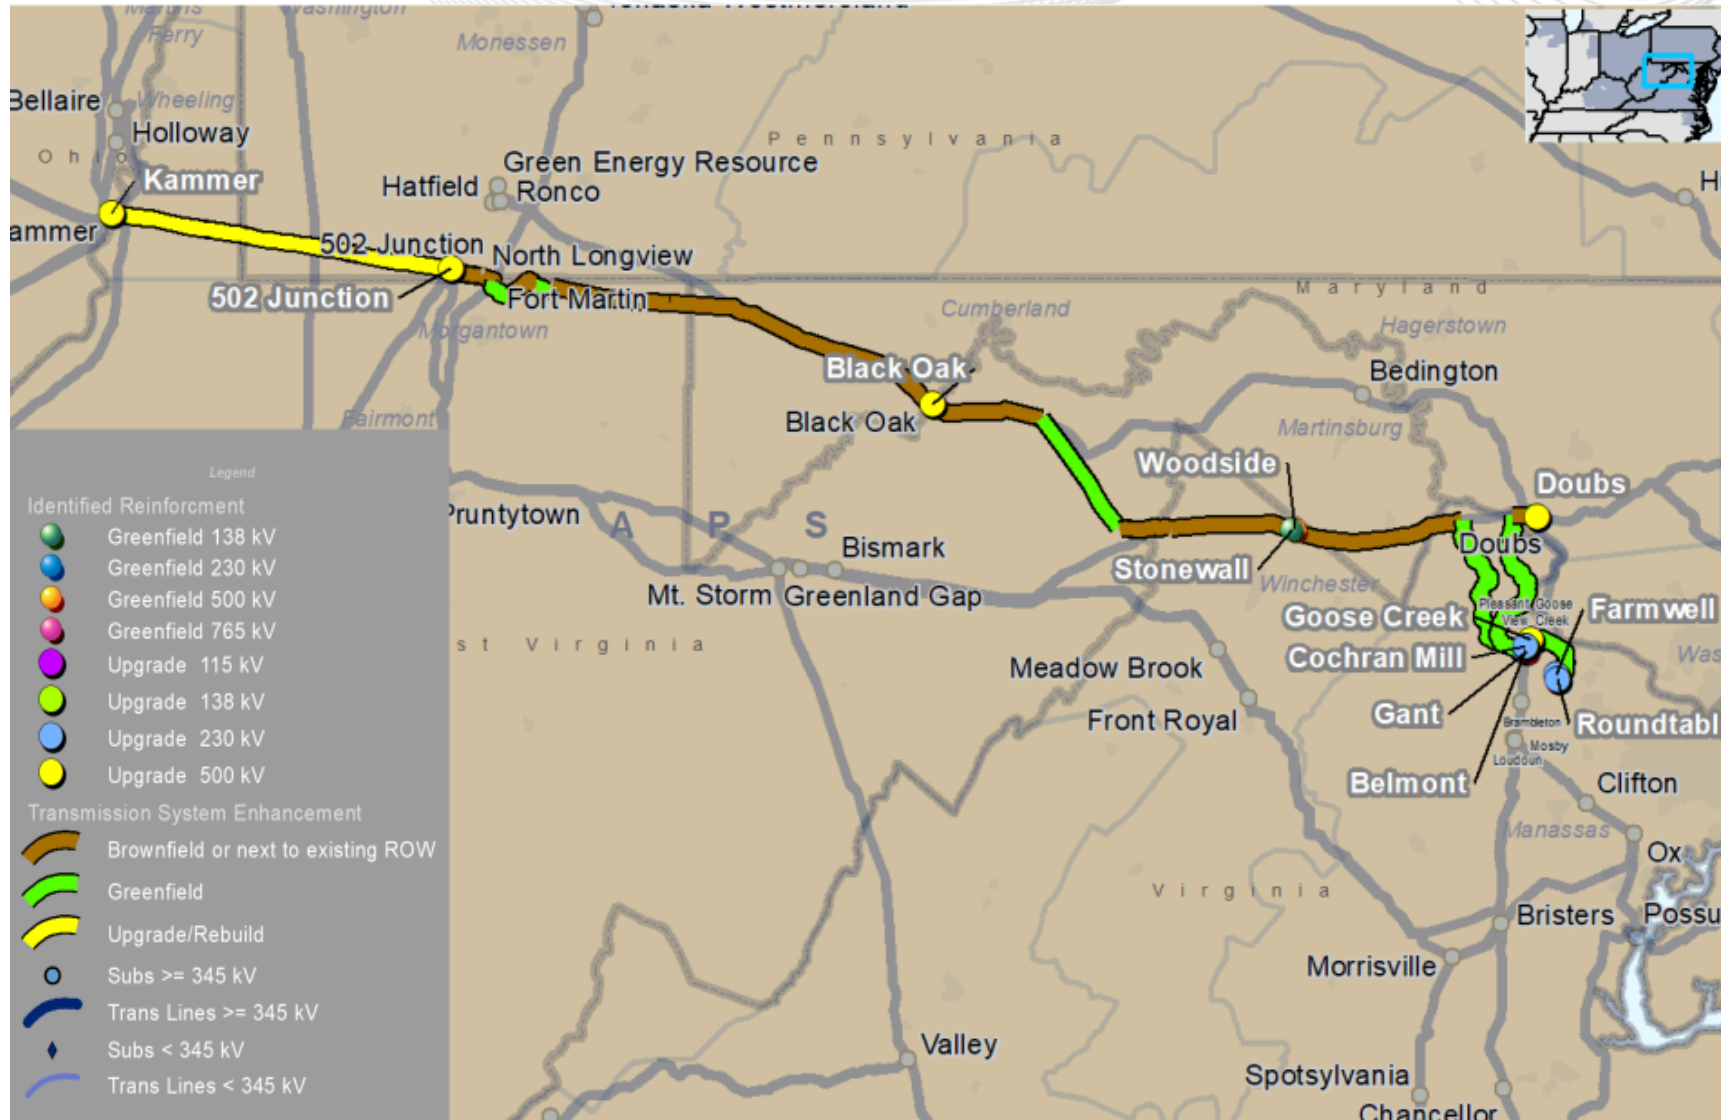 Martins
Ferry
Washington
Monessen
Bellaire
Wheeling
Holloway
Ohio
Kammer
ammer
Pennsylvania
Green Energy Resource
Hatfield
Ronco
502 Junction
North Longview
502 Junction
Fort Martin
Morgantown
Fairmont
Maryland
Cumberland
Hagerstown
Black Oak
Black Oak
Bedington
Martinsburg
Woodside
Doubs
Doubs
Pruntytown
A P S
Bismark
Mt. Storm
Greenland Gap
Stonewall
Winchester
st Virginia
Pleasant
View
Goose
Creek
Goose Creek
Farmwell
Cochran Mill
Was
Meadow Brook
Front Royal
Gant
Brambleton
Roundtabl
Mosby
Loudoun
Belmont
Clifton
Manassas
Ox
Virginia
Bristers
Possu
Morrisville
Valley
Spotsylvania
Chancellor
Legend
Identified Reinforcment
Greenfield 138 kV
Greenfield 230 kV
Greenfield 500 kV
Greenfield 765 kV
Upgrade 115 kV
Upgrade 138 kV
Upgrade 230 kV
Upgrade 500 kV
Transmission System Enhancement
Brownfield or next to existing ROW
Greenfield
Upgrade/Rebuild
Subs >= 345 kV
Trans Lines >= 345 kV
Subs < 345 kV
Trans Lines < 345 kV